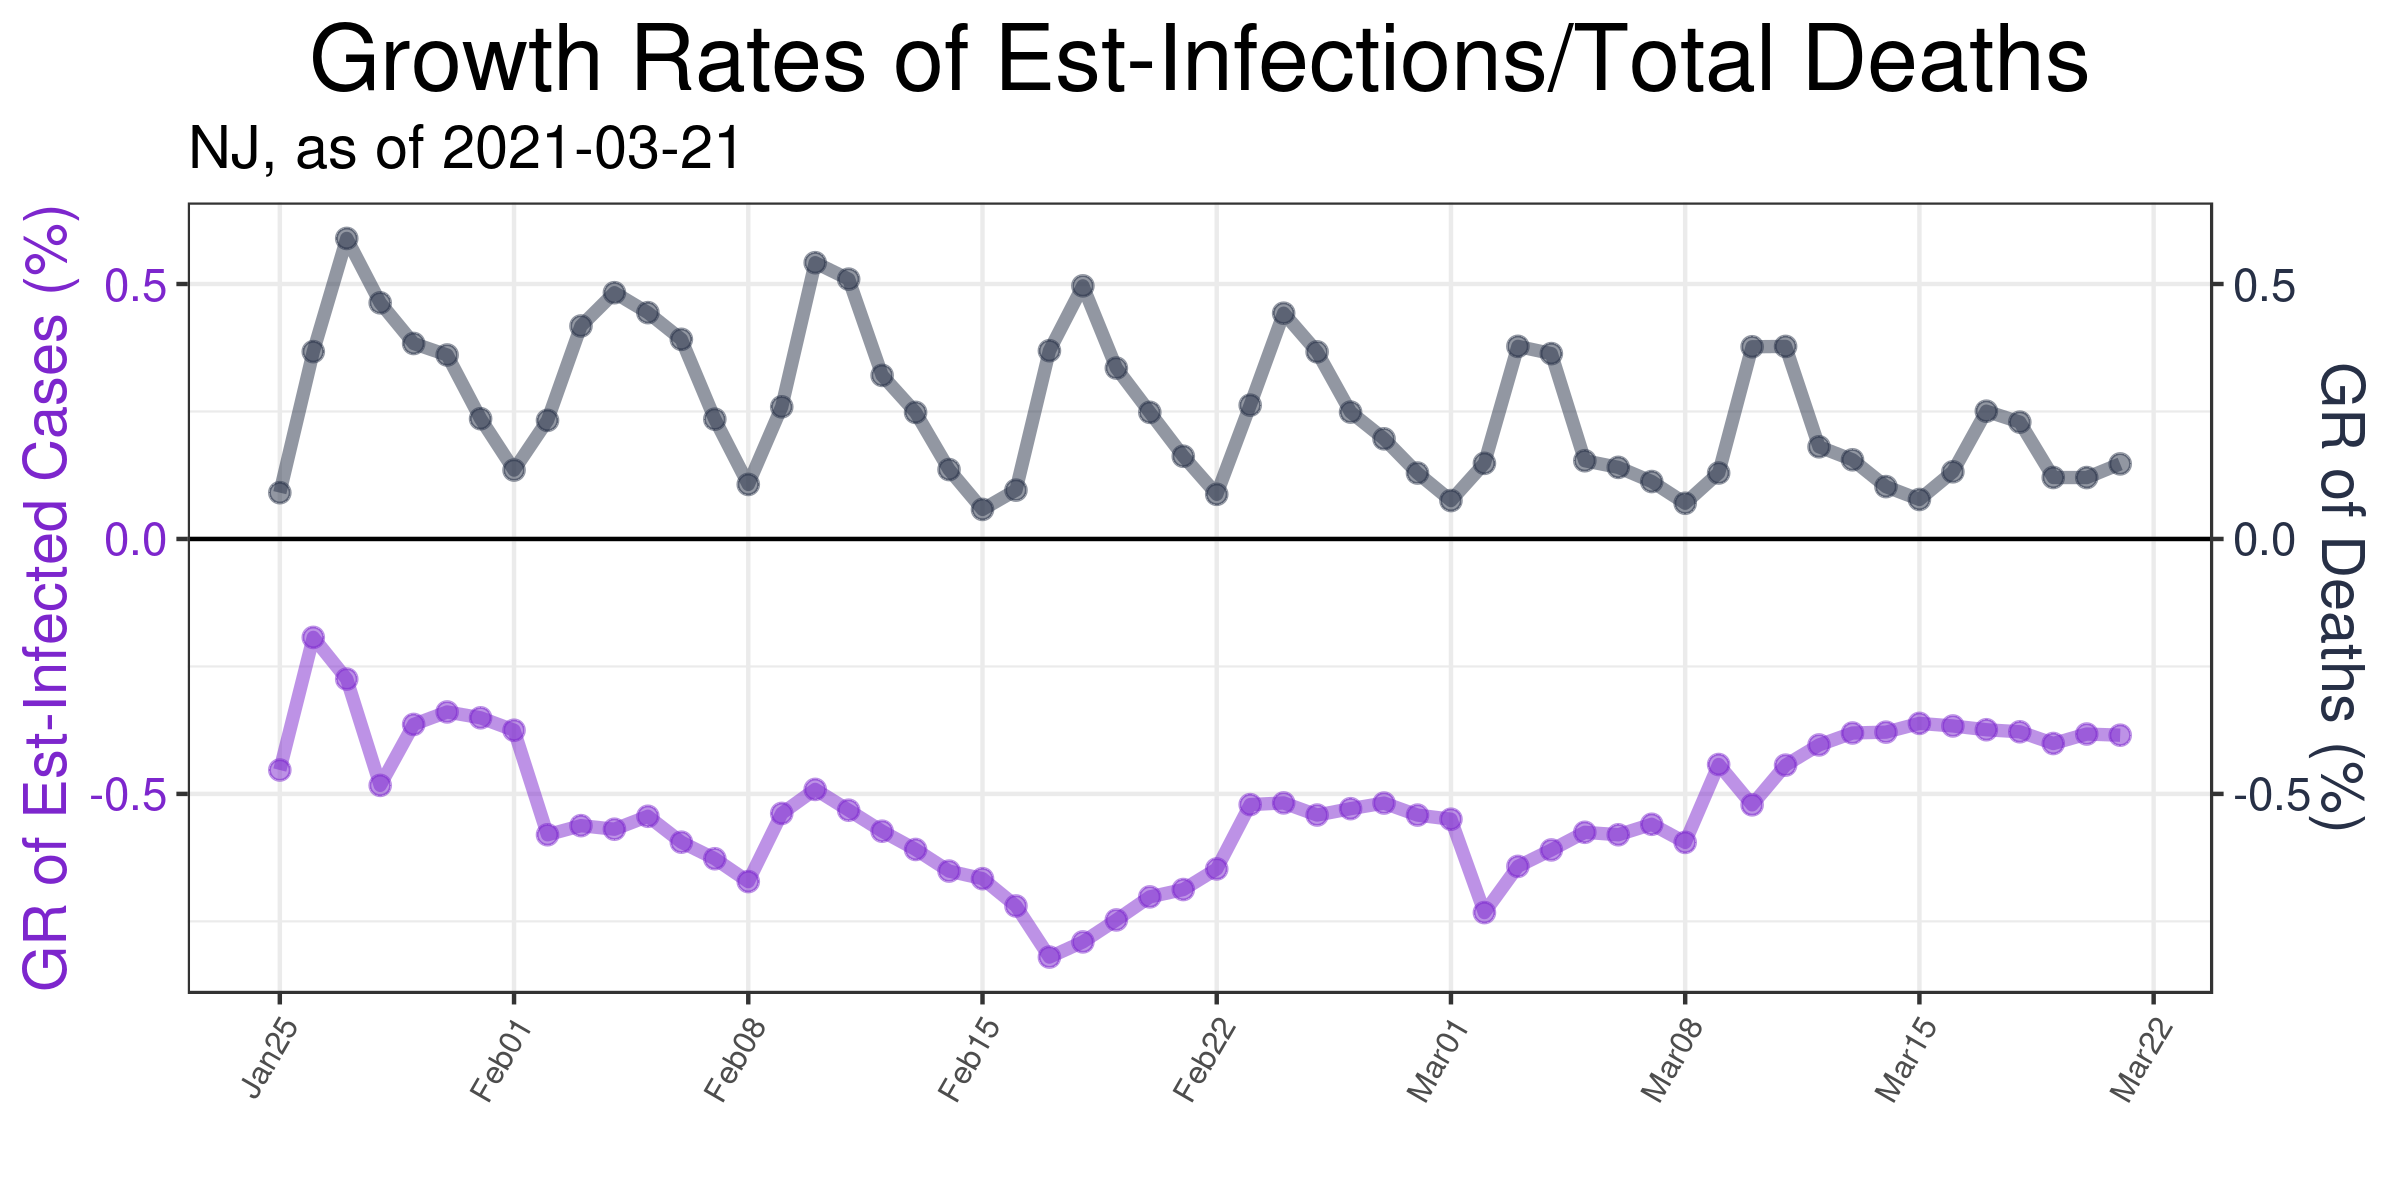 Growth Rates of Est-Infections/Total Deaths
NJ, as of 2021-03-21
GR of Est-Infected Cases (%)
0.5
0.0
-0.5
0.5
0.0
-0.5
GR of Deaths (%)
Jan25
Feb01
Feb08
Feb15
Feb22
Mar01
Mar08
Mar15
Mar22